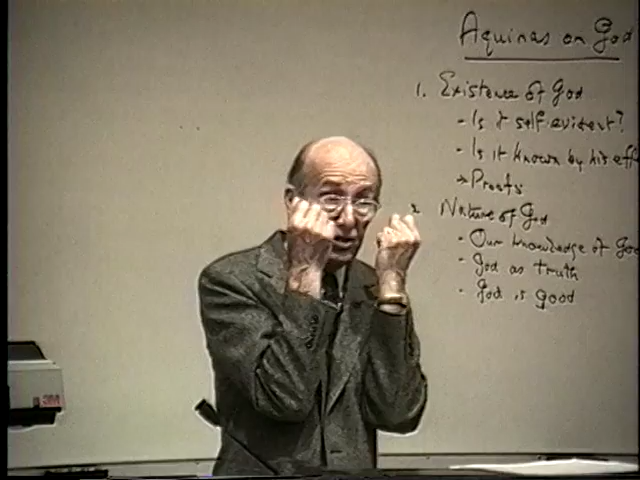 Aquinas on God
1. Existence of God
- Is it self-evident?
- Is it known by his eff
→ Proofs
2. Nature of God
- Our knowledge of God
- God as truth
- God is good
3M